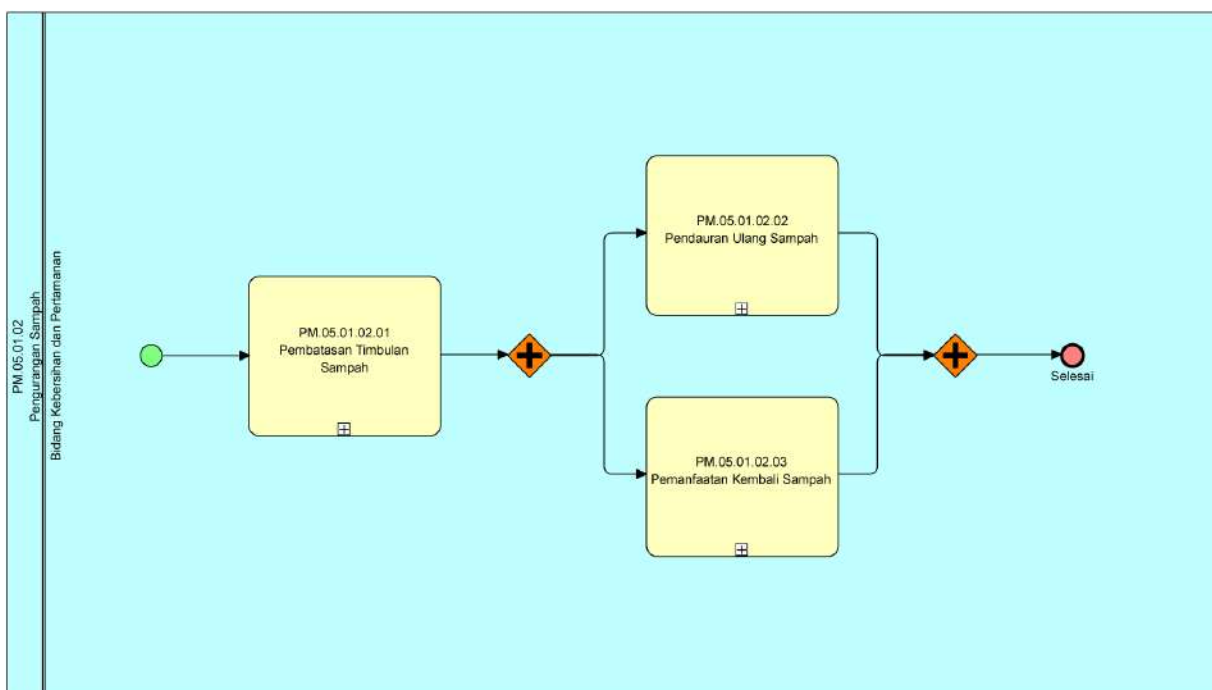 PM.05.01.02
Pengurangan Sampah
Bidang Kebersihan dan Pertamanan
PM.05.01.02.01
Pembatasan Timbulan
Sampah
PM.05.01.02.02
Pendauran Ulang Sampah
PM.05.01.02.03
Pemanfaatan Kembali Sampah
Selesai